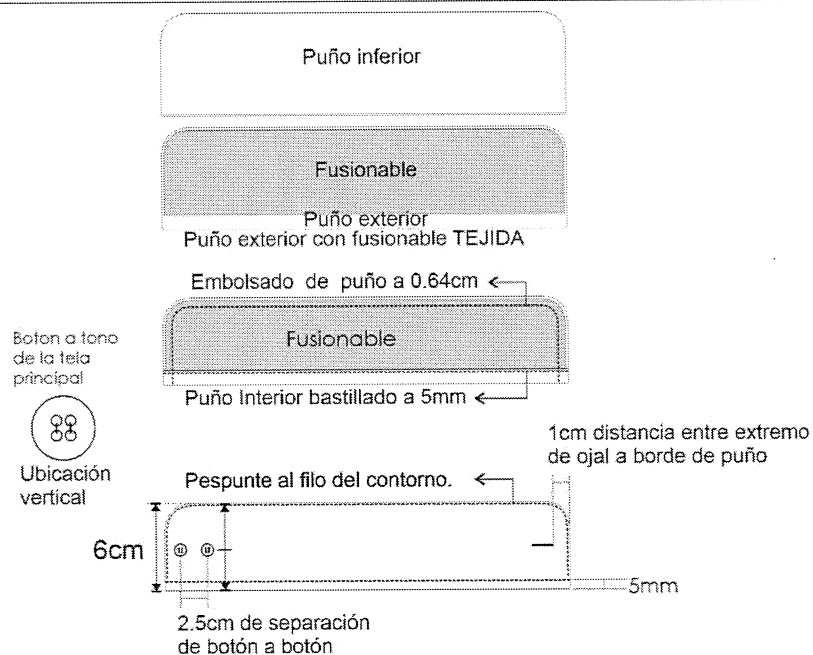 Puño inferior
Fusionable
Puño exterior
Puño exterior con fusionable TEJIDA
Embolsado de puño a 0.64cm
Fusionable
Boton a tono
de la tela
principal
Puño Interior bastillado a 5mm
Ubicación
vertical
1cm distancia entre extremo
de ojal a borde de puño
Pespunte al filo del contorno.
6cm
5mm
2.5cm de separación
de botón a botón